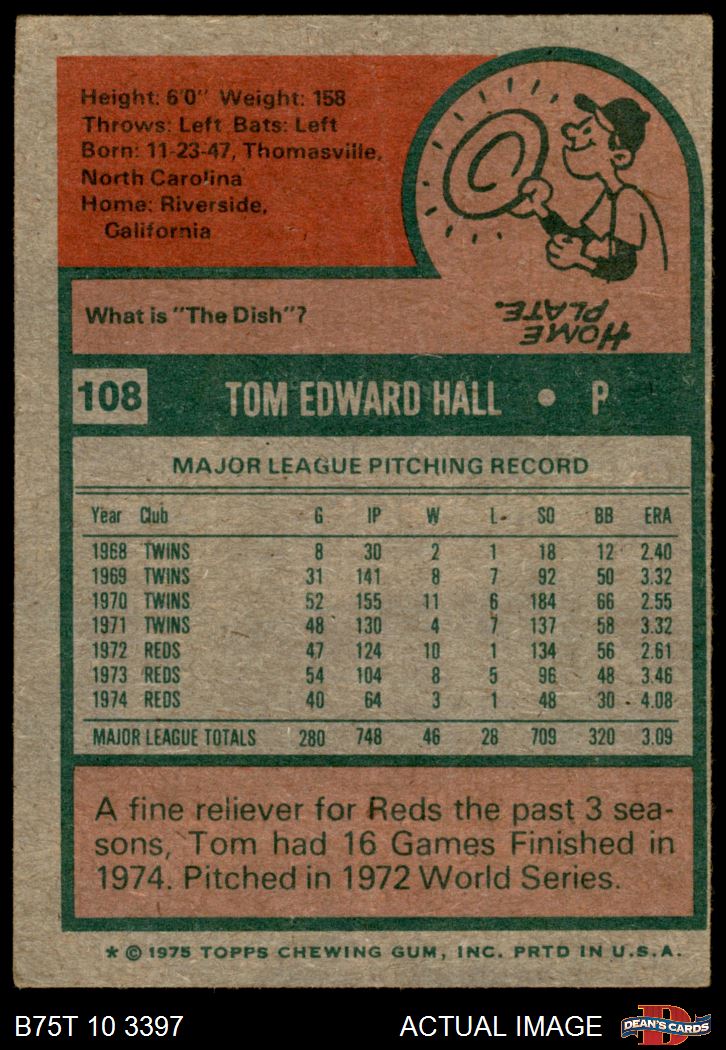 Height: 6'0" Weight: 158
Throws: Left Bats: Left
Born: 11-23-47, Thomasville,
North Carolina
Home: Riverside,
California
What is "The Dish"?
HOME
PLATE.
108 TOM EDWARD HALL • P
MAJOR LEAGUE PITCHING RECORD
Year Club G IP W L SO BB ERA
1968 TWINS 8 30 2 1 18 12 2.40
1969 TWINS 31 141 8 7 92 50 3.32
1970 TWINS 52 155 11 6 184 66 2.55
1971 TWINS 48 130 4 7 137 58 3.32
1972 REDS 47 124 10 1 134 56 2.61
1973 REDS 54 104 8 5 96 48 3.46
1974 REDS 40 64 3 1 48 30 4.08
MAJOR LEAGUE TOTALS 280 748 46 28 709 320 3.09
A fine reliever for Reds the past 3 sea-
sons, Tom had 16 Games Finished in
1974. Pitched in 1972 World Series.
* © 1975 TOPPS CHEWING GUM, INC. PRTD IN U.S.A.
B75T 10 3397 ACTUAL IMAGE D DEAN'S CARDS